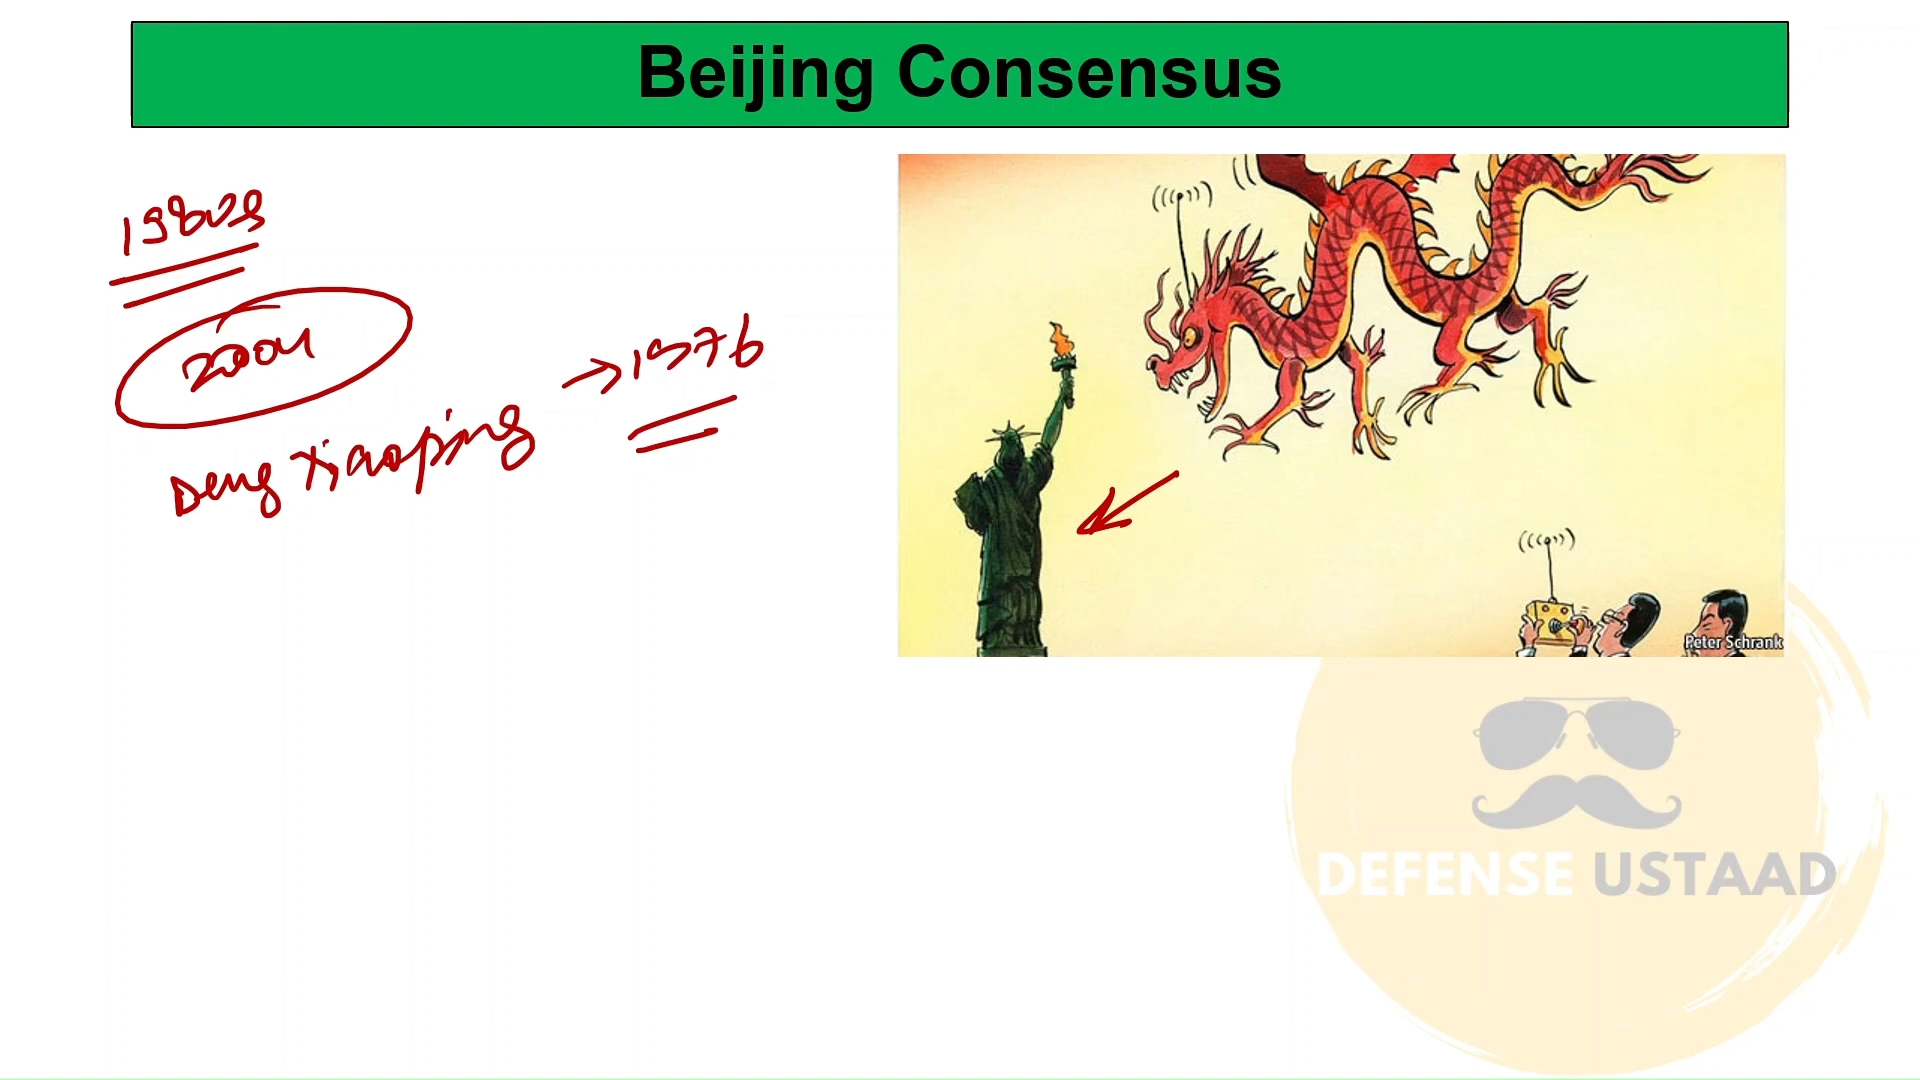 Beijing Consensus
1980s
2004
Deng Xiaoping → 1976
Peter Schrank
DEFENSE USTAAD